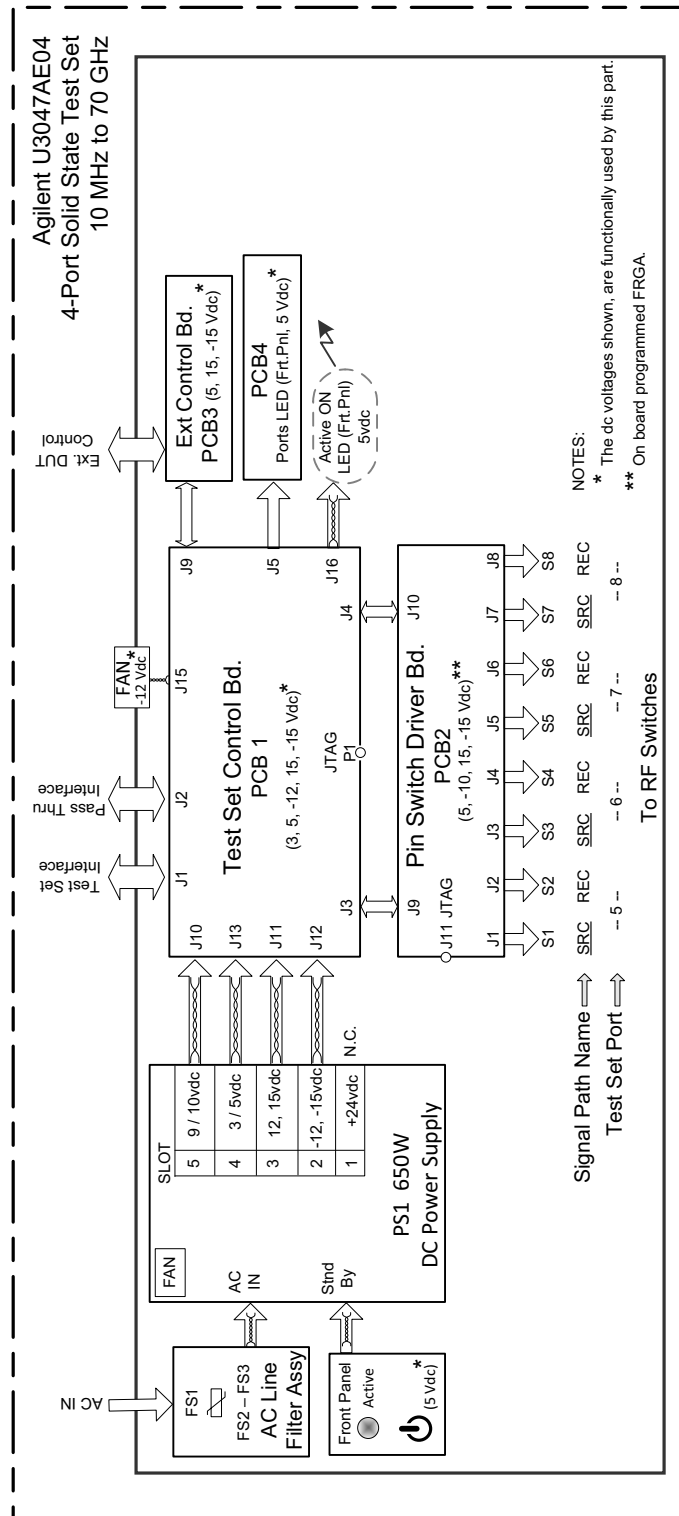 Agilent U3047AE04
4-Port Solid State Test Set
10 MHz to 70 GHz
AC IN
Test Set
Interface
Pass Thru
Interface
FAN*
-12 Vdc
Ext. DUT
Control
FS1
FS2 – FS3
AC Line
Filter Assy
Front Panel
Active
(5 Vdc)*
FAN
AC
IN
Stnd
By
SLOT
5 9 / 10vdc
4 3 / 5vdc
3 12, 15vdc
2 -12, -15vdc
1 +24vdc
N.C.
PS1 650W
DC Power Supply
J1
J2
J15
J10
J13
J11
J12
J9
J5
J16
J3
J4
Test Set Control Bd.
PCB 1
(3, 5, -12, 15, -15 Vdc)*
JTAG
P1
Ext Control Bd.
PCB3 (5, 15, -15 Vdc)*
PCB4
Ports LED (Frt.Pnl, 5 Vdc)*
Active ON
LED (Frt.Pnl)
5vdc
J9
J10
Pin Switch Driver Bd.
PCB2
(5, -10, 15, -15 Vdc)**
J11 JTAG
J1 J2 J3 J4 J5 J6 J7 J8
S1 S2 S3 S4 S5 S6 S7 S8
Signal Path Name SRC REC SRC REC SRC REC SRC REC
Test Set Port -- 5 -- -- 6 -- -- 7 -- -- 8 --
To RF Switches
NOTES:
* The dc voltages shown, are functionally used by this part.
** On board programmed FRGA.